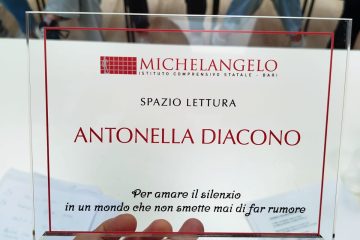 MICHELANGELO
ISTITUTO COMPRENSIVO STATALE - BARI
SPAZIO LETTURA
ANTONELLA DIACONO
Per amare il silenzio
in un mondo che non smette mai di far rumore